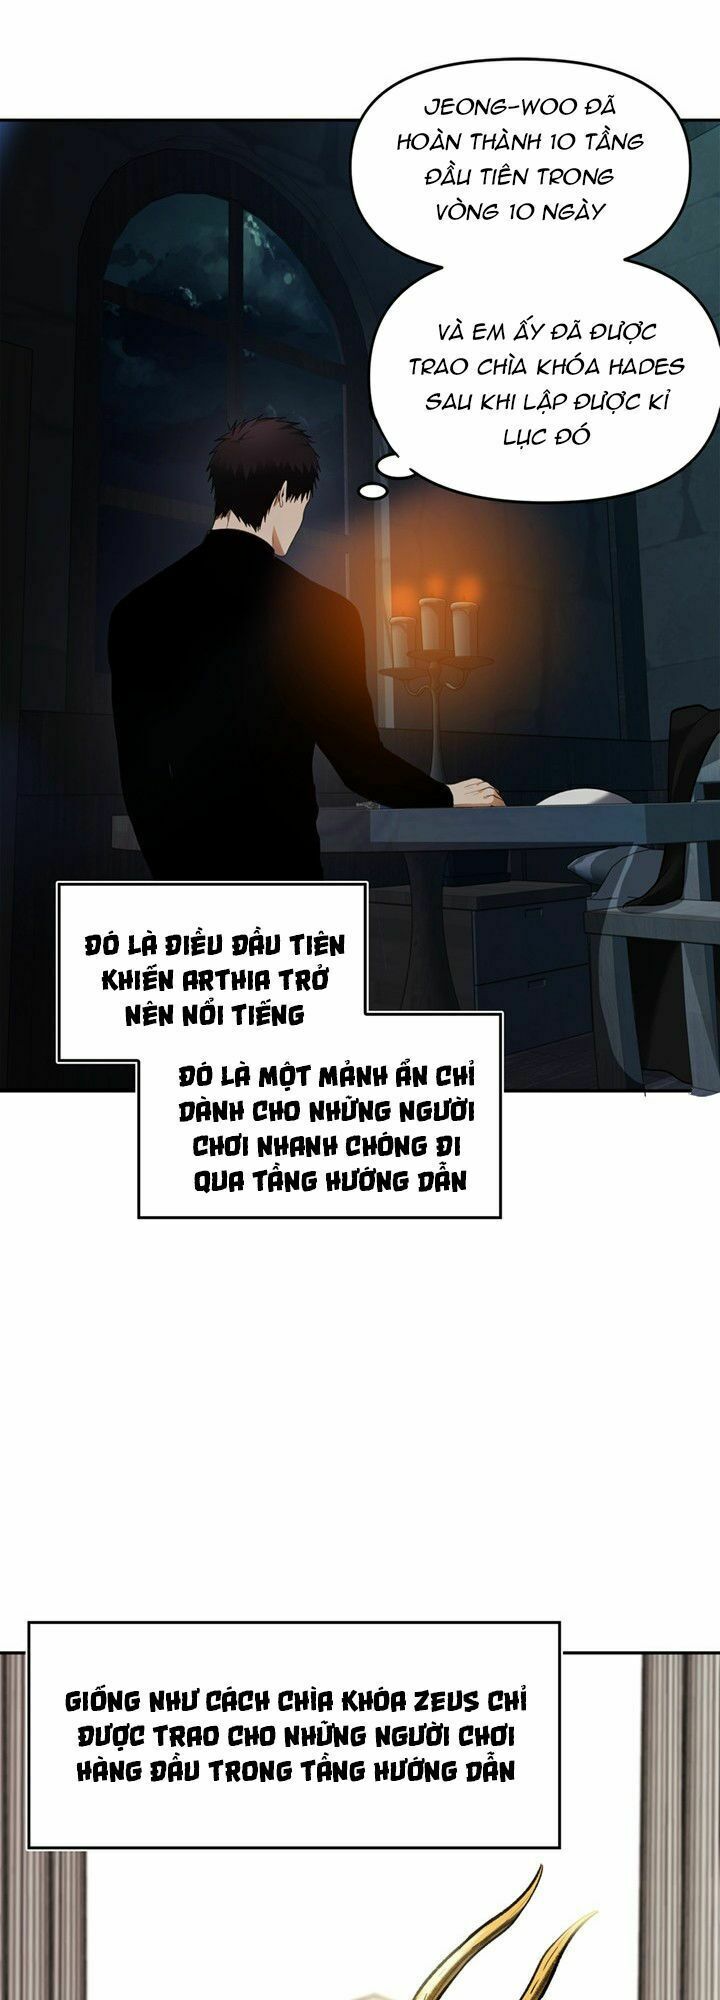 JEONG-WOO ĐÃ
HOÀN THÀNH 10 TẦNG
ĐẦU TIÊN TRONG
VÒNG 10 NGÀY
VÀ EM ẤY ĐÃ ĐƯỢC
TRAO CHÌA KHÓA HADES
SAU KHI LẬP ĐƯỢC KỈ
LỤC ĐÓ
ĐÓ LÀ ĐIỀU ĐẦU TIÊN
KHIẾN ARTHIA TRỞ
NÊN NỔI TIẾNG
ĐÓ LÀ MỘT MẢNH ẨN CHỈ
DÀNH CHO NHỮNG NGƯỜI
CHƠI NHANH CHÓNG ĐI
QUA TẦNG HƯỚNG DẪN
GIỐNG NHƯ CÁCH CHÌA KHÓA ZEUS CHỈ
ĐƯỢC TRAO CHO NHỮNG NGƯỜI CHƠI
HÀNG ĐẦU TRONG TẦNG HƯỚNG DẪN